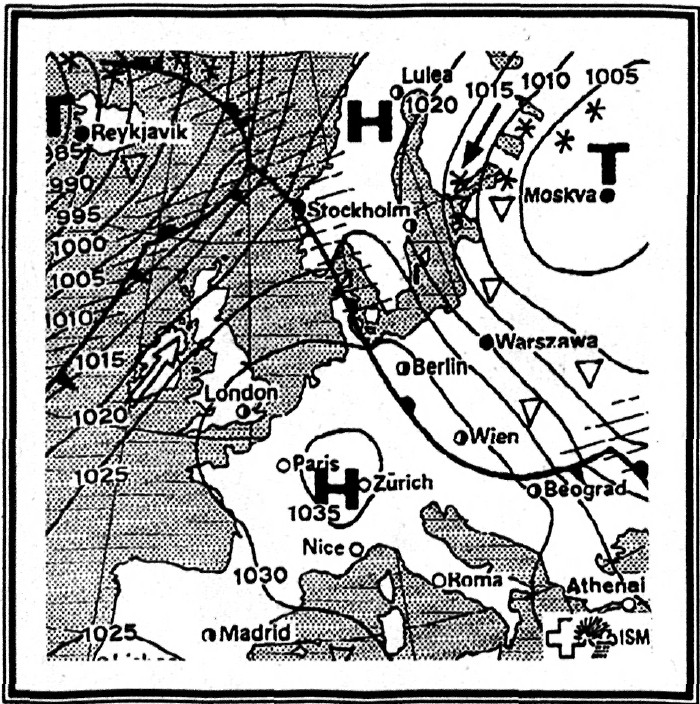 Lulea
1020
1015
1010
1005
H
T
T
Reykjavik
985
990
995
1000
1005
1010
1015
1020
1025
Moskva
Stockholm
Warszawa
Berlin
London
Wien
Paris
H
Zürich
1035
Beograd
Nice
1030
Roma
Athenai
1025
Madrid
ISM